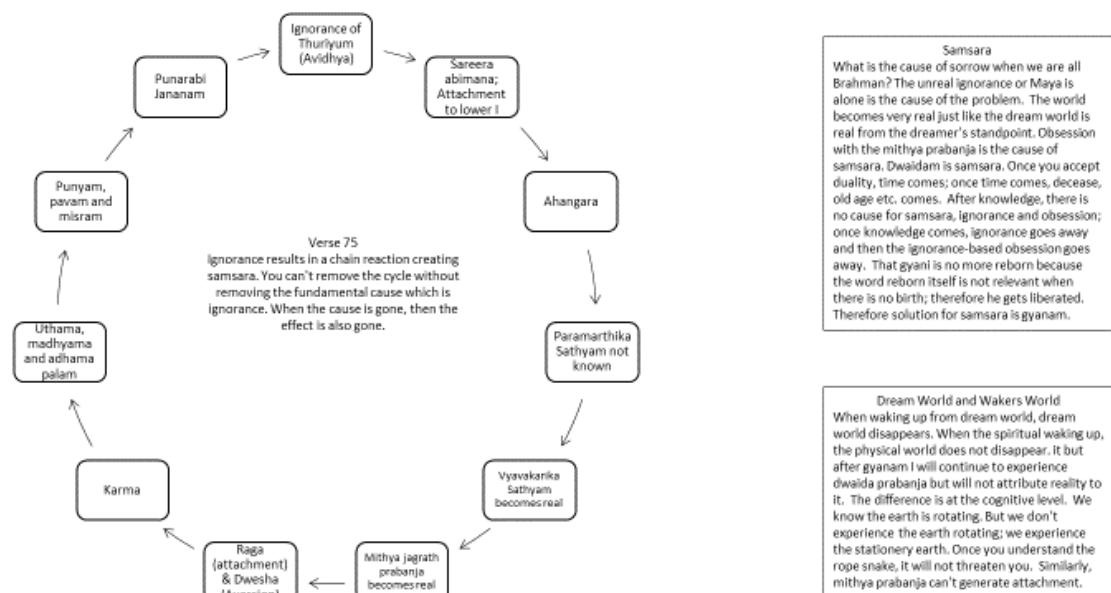 Ignorance of
Thuriyum
(Avidhya)
Sareera
abimana;
Attachment
to lower I
Ahangara
Paramarthika
Sathyam not
known
Vyavakarika
Sathyam
becomes real
Mithya jagrath
prabanja
becomes real
Raga
(attachment)
& Dwesha
Karma
Uthama,
madhyama
and adhama
palam
Punyam,
pavam and
misram
Punarabi
Jananam
Verse 75
Ignorance results in a chain reaction creating
samsara. You can't remove the cycle without
removing the fundamental cause which is
ignorance. When the cause is gone, then the
effect is also gone.
Samsara
What is the cause of sorrow when we are all
Brahman? The unreal ignorance or Maya is
alone is the cause of the problem. The world
becomes very real just like the dream world is
real from the dreamer's standpoint. Obsession
with the mithya prabanja is the cause of
samsara. Dwaidam is samsara. Once you accept
duality, time comes; once time comes, decease,
old age etc. comes. After knowledge, there is
no cause for samsara, ignorance and obsession;
once knowledge comes, ignorance goes away
and then the ignorance-based obsession goes
away. That gyani is no more reborn because
the word reborn itself is not relevant when
there is no birth; therefore he gets liberated.
Therefore solution for samsara is gyanam.
Dream World and Wakers World
When waking up from dream world, dream
world disappears. When the spiritual waking up,
the physical world does not disappear. It but
after gyanam I will continue to experience
dwaida prabanja but will not attribute reality to
it. The difference is at the cognitive level. We
know the earth is rotating. But we don't
experience the earth rotating; we experience
the stationery earth. Once you understand the
rope snake, it will not threaten you. Similarly,
mithya prabanja can't generate attachment.